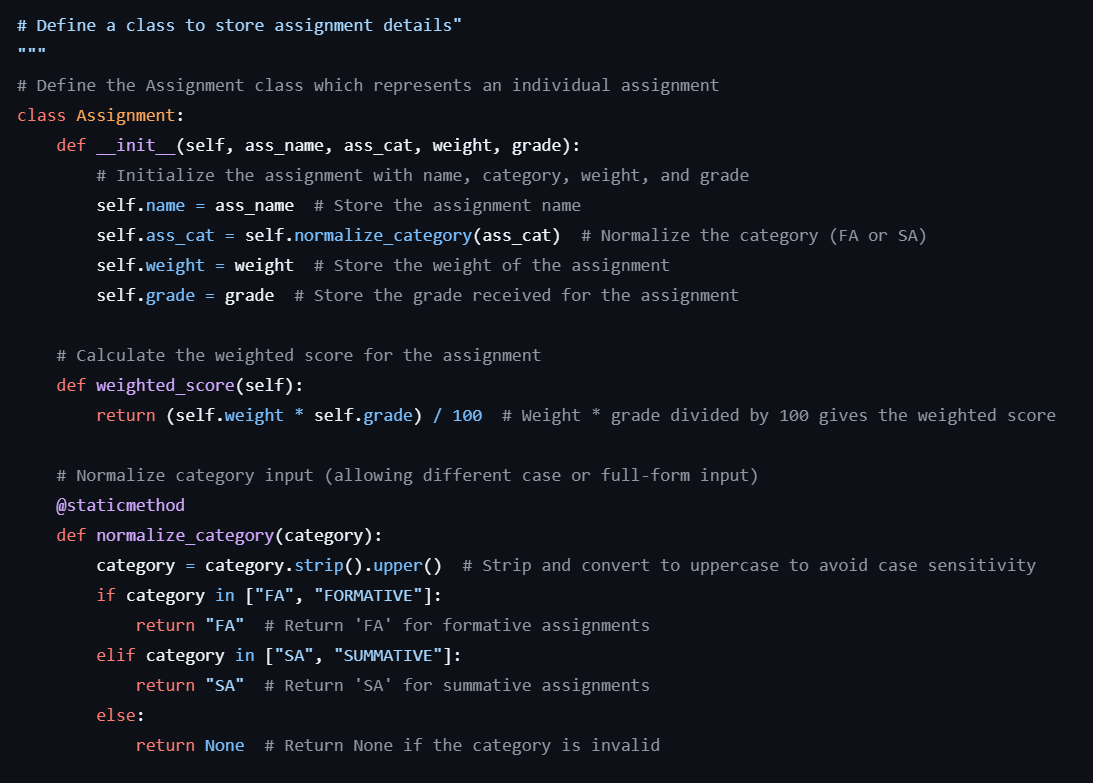 # Define a class to store assignment details"
"""
# Define the Assignment class which represents an individual assignment
class Assignment:
    def __init__(self, ass_name, ass_cat, weight, grade):
        # Initialize the assignment with name, category, weight, and grade
        self.name = ass_name  # Store the assignment name
        self.ass_cat = self.normalize_category(ass_cat)  # Normalize the category (FA or SA)
        self.weight = weight  # Store the weight of the assignment
        self.grade = grade  # Store the grade received for the assignment

    # Calculate the weighted score for the assignment
    def weighted_score(self):
        return (self.weight * self.grade) / 100  # Weight * grade divided by 100 gives the weighted score

    # Normalize category input (allowing different case or full-form input)
    @staticmethod
    def normalize_category(category):
        category = category.strip().upper()  # Strip and convert to uppercase to avoid case sensitivity
        if category in ["FA", "FORMATIVE"]:
            return "FA"  # Return 'FA' for formative assignments
        elif category in ["SA", "SUMMATIVE"]:
            return "SA"  # Return 'SA' for summative assignments
        else:
            return None  # Return None if the category is invalid